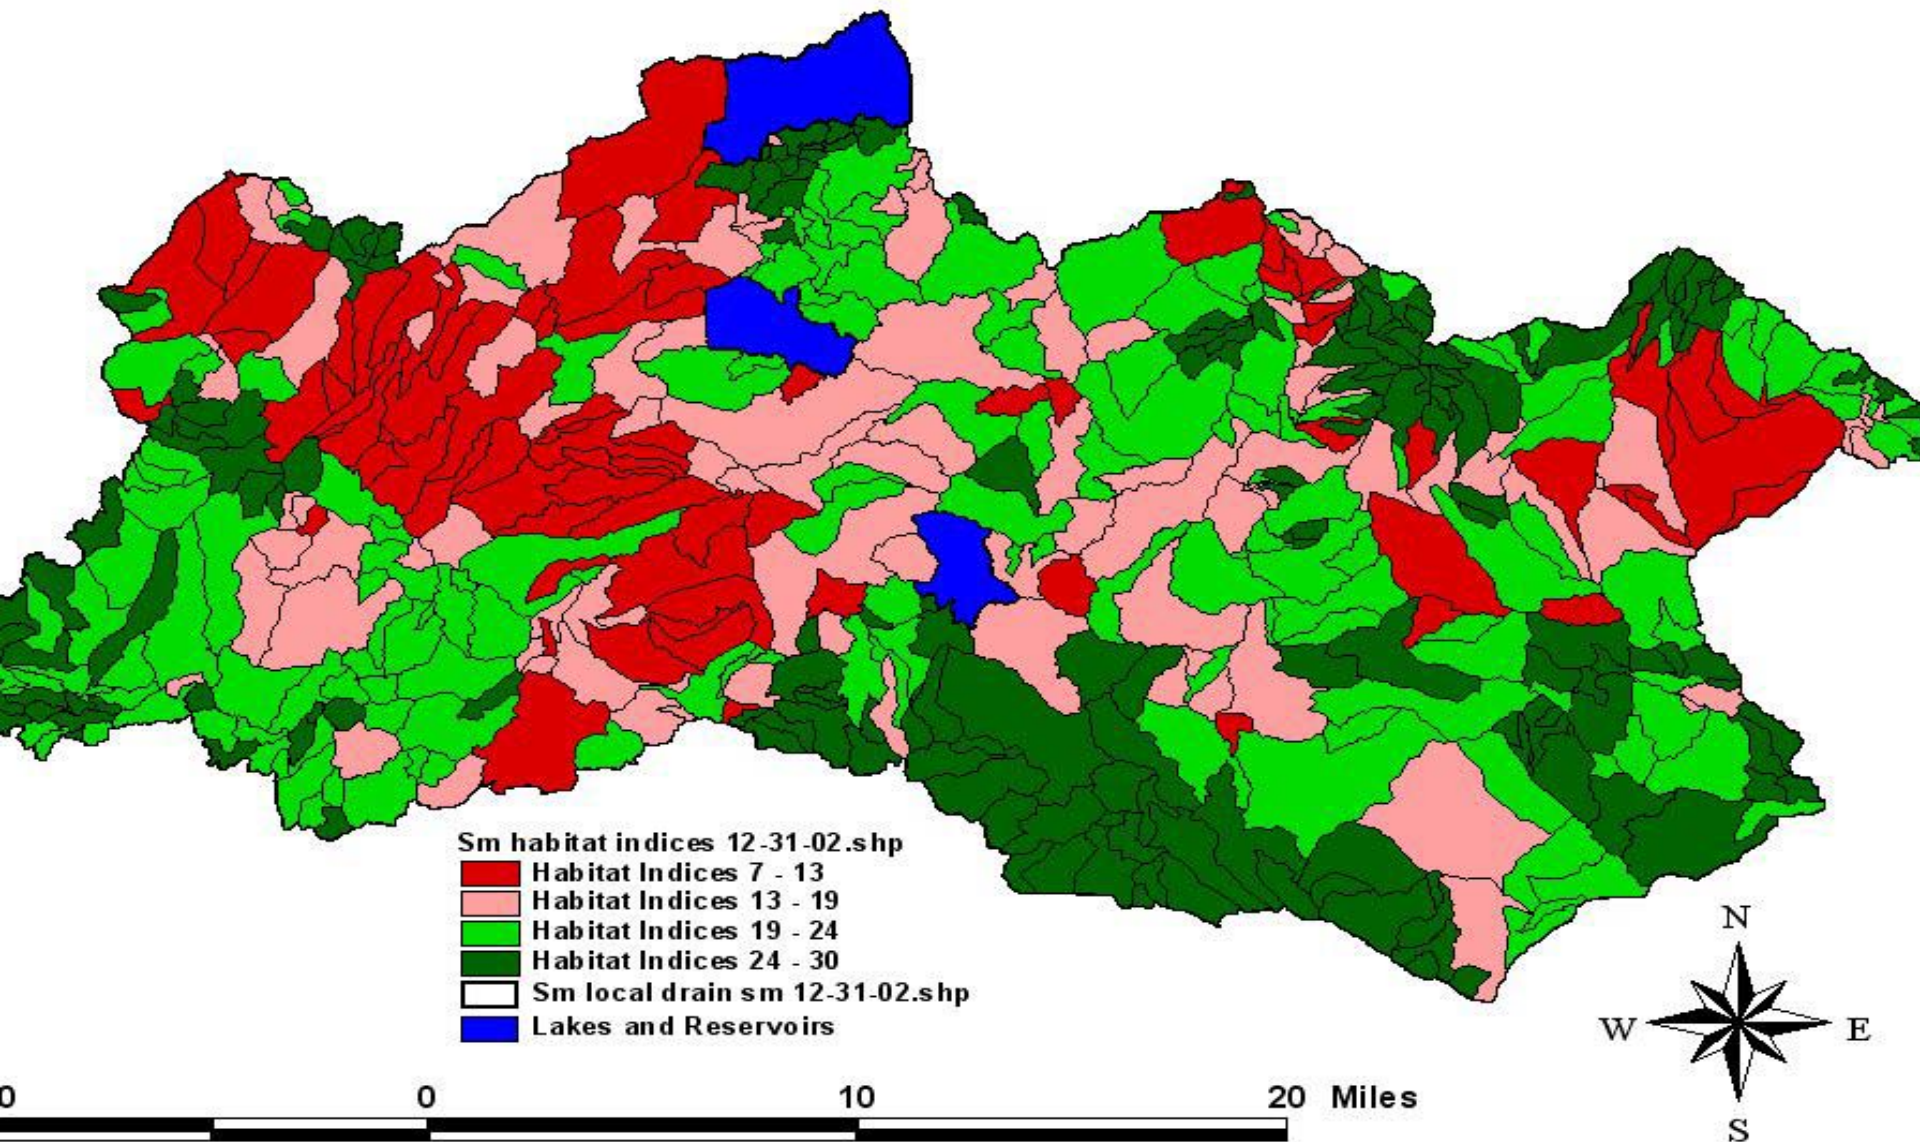 Sm habitat indices 12-31-02.shp
Habitat Indices 7 - 13
Habitat Indices 13 - 19
Habitat Indices 19 - 24
Habitat Indices 24 - 30
Sm local drain sm 12-31-02.shp
Lakes and Reservoirs
N
W E
S
0 0 10 20 Miles